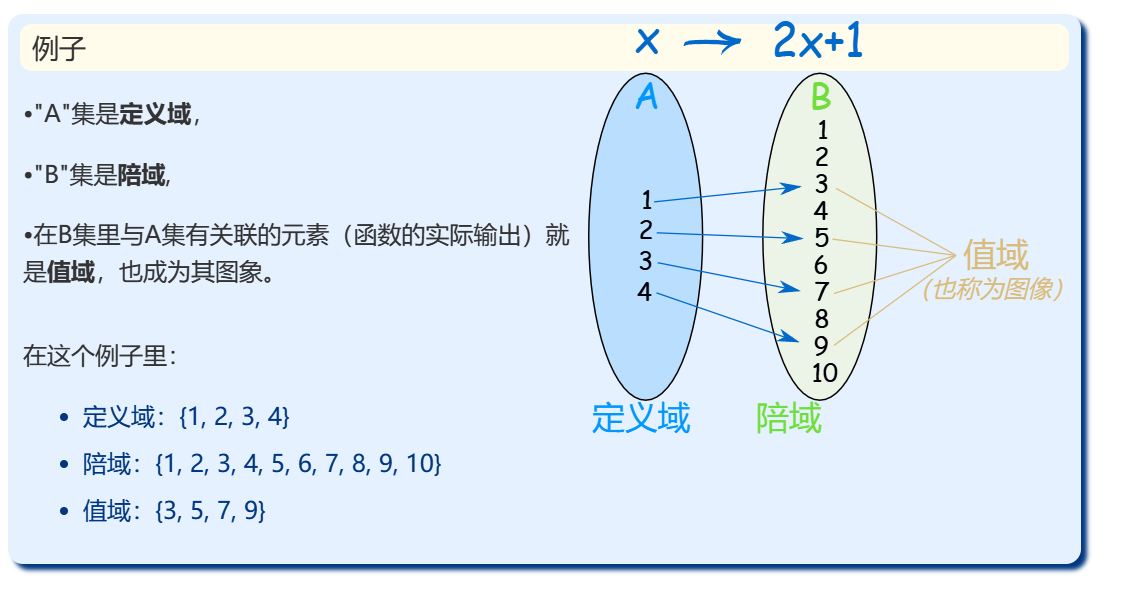 例子
x → 2x+1
•"A"集是定义域，
•"B"集是陪域,
•在B集里与A集有关联的元素（函数的实际输出）就
是值域，也成为其图象。
在这个例子里：
• 定义域：{1, 2, 3, 4}
• 陪域：{1, 2, 3, 4, 5, 6, 7, 8, 9, 10}
• 值域：{3, 5, 7, 9}
A
1
2
3
4
定义域
B
1
2
3
4
5
6
7
8
9
10
陪域
值域
（也称为图像）